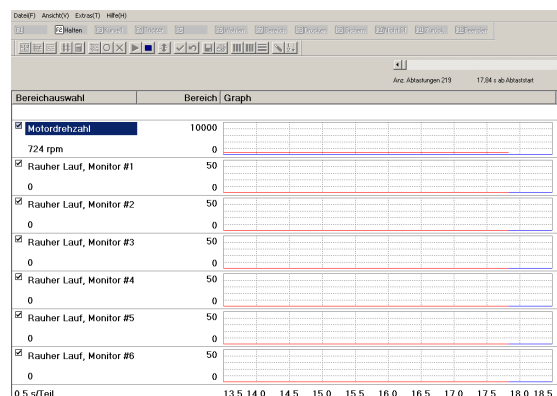 Datei(F) Ansicht(V) Extras(T) Hilfe(H)
F2 Halten
Anz. Abtastungen 219 17,84 s ab Abtaststart
Bereichauswahl Bereich Graph
Motordrehzahl 10000
724 rpm 0
Rauher Lauf, Monitor #1 50
0 0
Rauher Lauf, Monitor #2 50
0 0
Rauher Lauf, Monitor #3 50
0 0
Rauher Lauf, Monitor #4 50
0 0
Rauher Lauf, Monitor #5 50
0 0
Rauher Lauf, Monitor #6 50
0 0
0.5 s/Teil 13.5 14.0 14.5 15.0 15.5 16.0 16.5 17.0 17.5 18.0 18.5